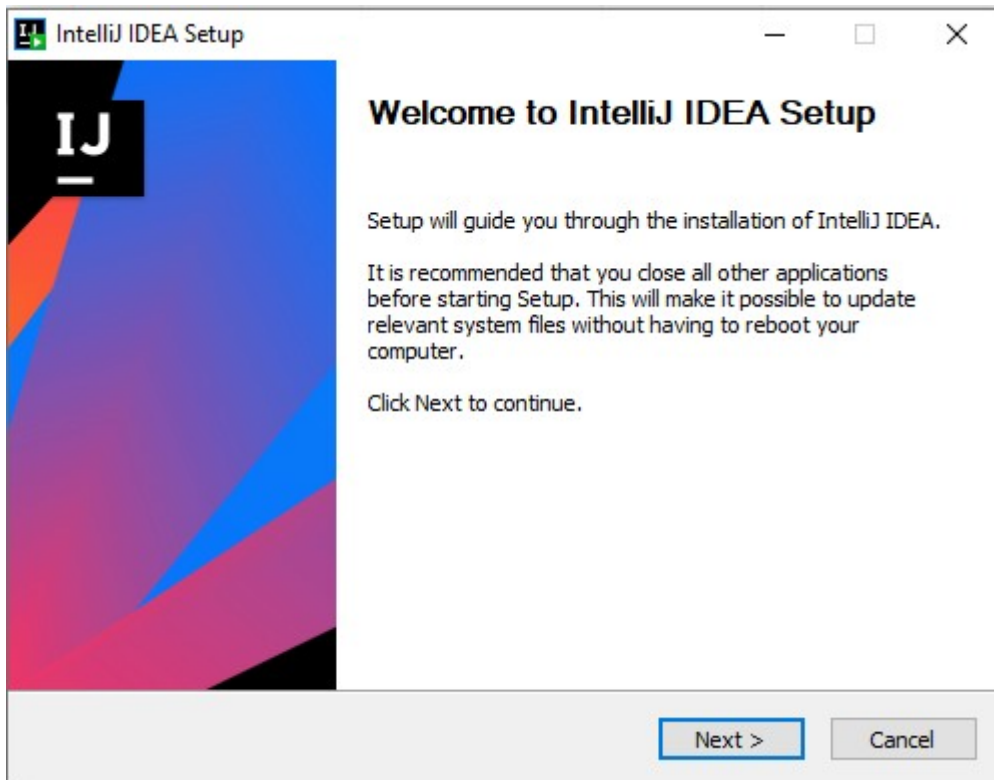 IntelliJ IDEA Setup
IJ
Welcome to IntelliJ IDEA Setup
Setup will guide you through the installation of IntelliJ IDEA.
It is recommended that you close all other applications
before starting Setup. This will make it possible to update
relevant system files without having to reboot your
computer.
Click Next to continue.
Next >
Cancel